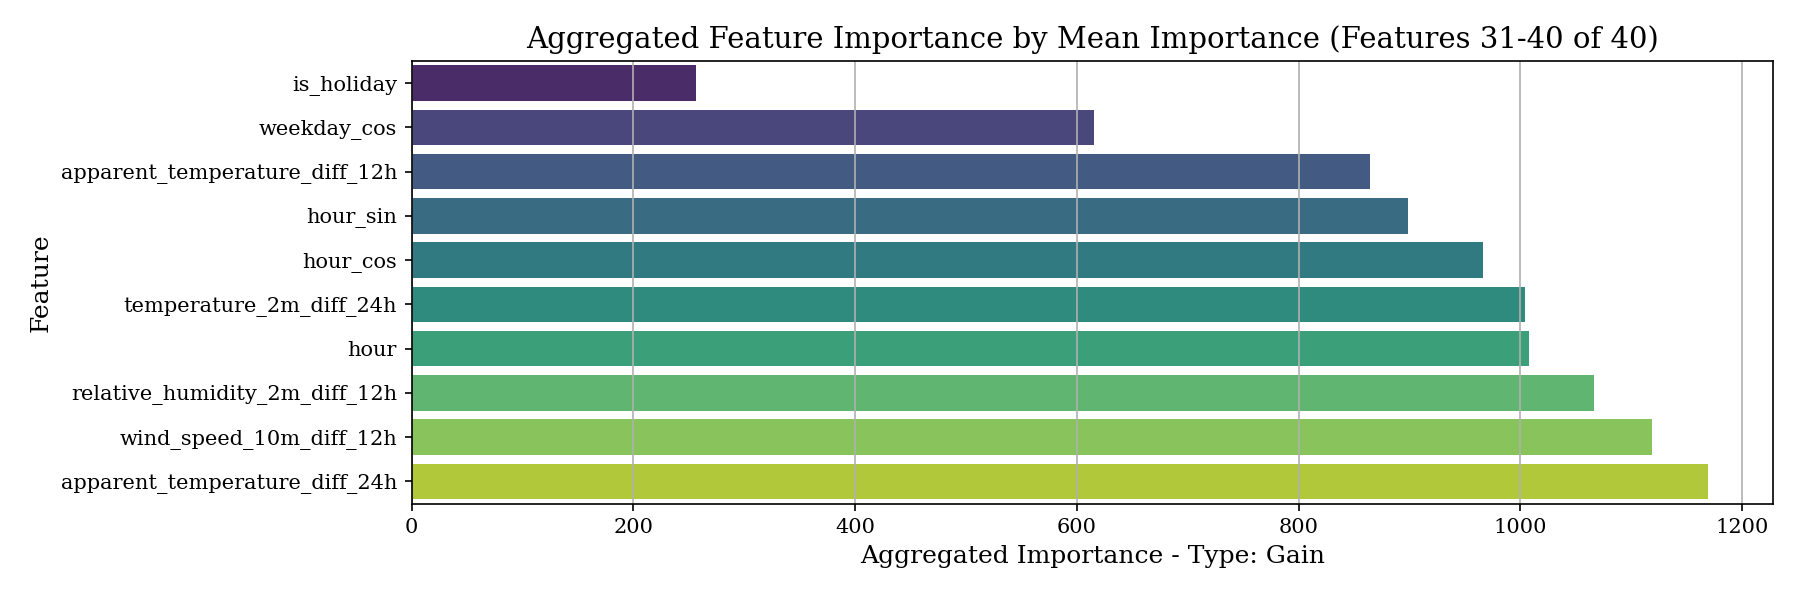 Aggregated Feature Importance by Mean Importance (Features 31-40 of 40)
Feature
is_holiday
weekday_cos
apparent_temperature_diff_12h
hour_sin
hour_cos
temperature_2m_diff_24h
hour
relative_humidity_2m_diff_12h
wind_speed_10m_diff_12h
apparent_temperature_diff_24h
0 200 400 600 800 1000 1200
Aggregated Importance - Type: Gain